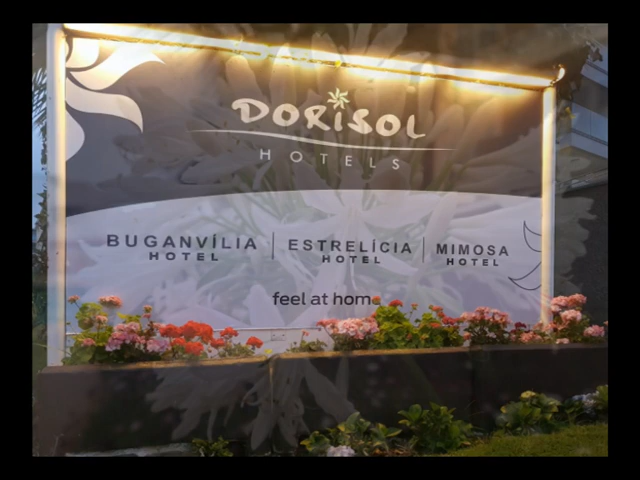 DORISOL
HOTELS
BUGANVÍLIA HOTEL
ESTRELÍCIA HOTEL
MIMOSA HOTEL
feel at home